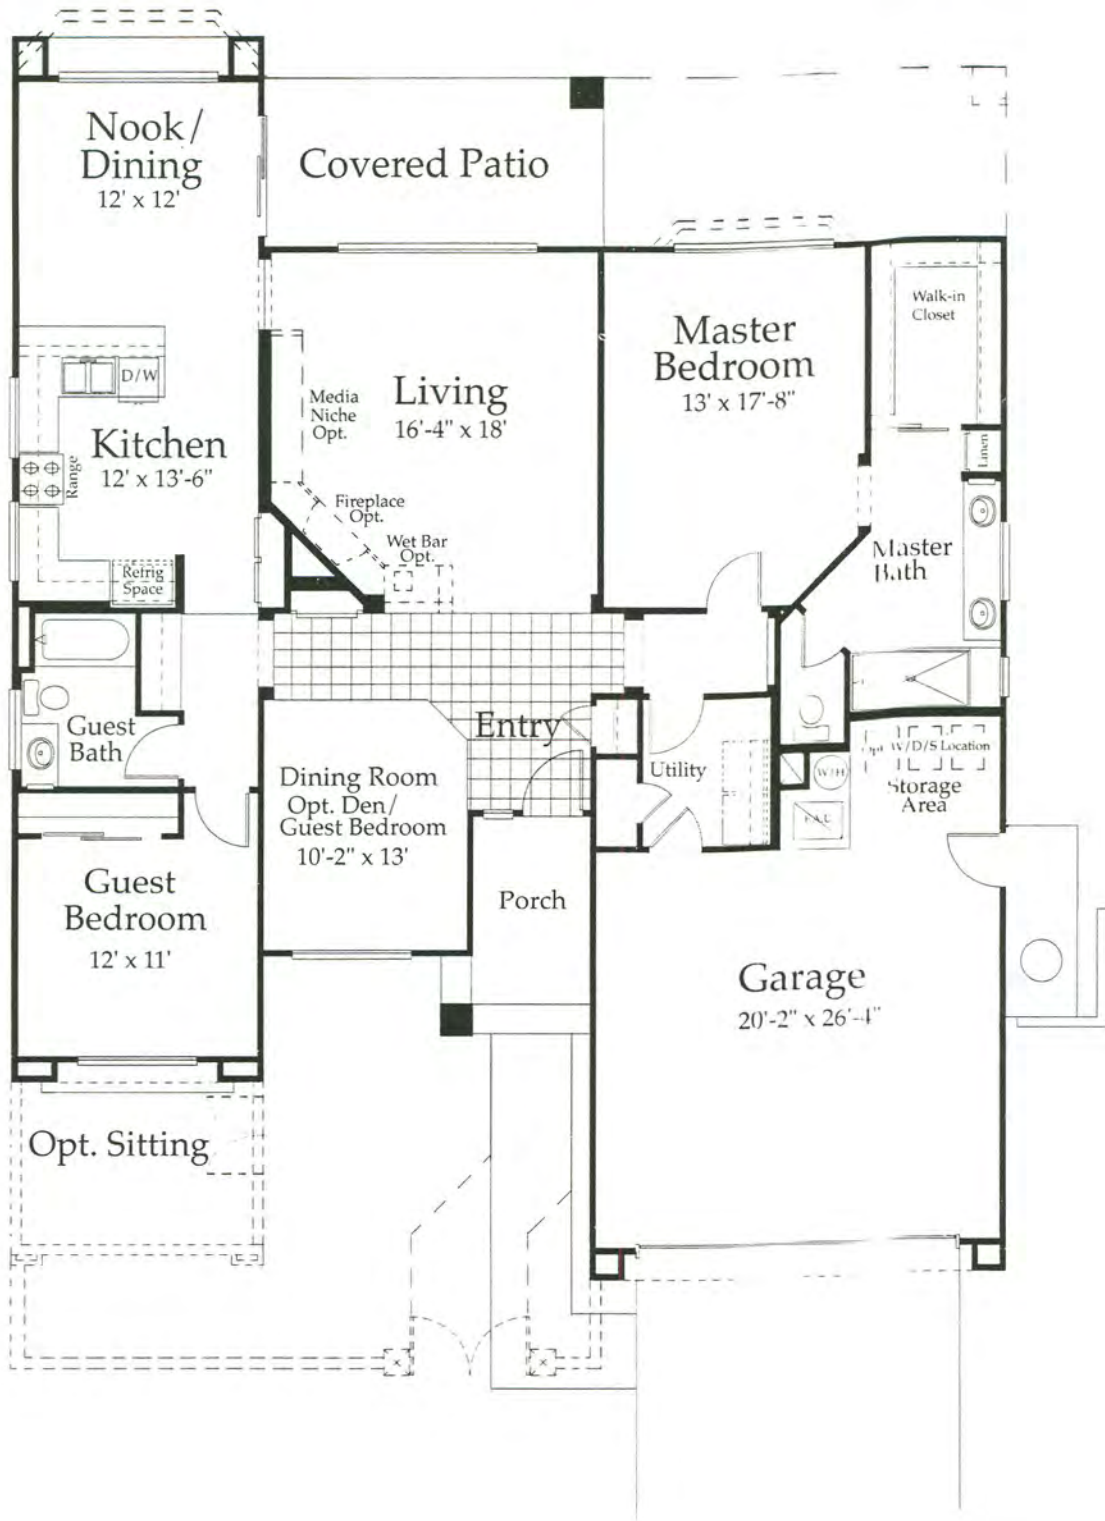 Nook/
Dining
12' x 12'
Covered Patio
Walk-in
Closet
Master
Bedroom
13' x 17'-8"
D/W
Living
16'-4" x 18'
Media
Niche
Opt.
Kitchen
12' x 13'-6"
Range
Linen
Fireplace
Opt.
Wet Bar
Opt.
Master
Bath
Refrig
Space
Guest
Bath
Entry
Opt. W/D/S Location
Storage
Area
Utility
W/H
F.A.U.
Dining Room
Opt. Den/
Guest Bedroom
10'-2" x 13'
Guest
Bedroom
12' x 11'
Porch
Garage
20'-2" x 26'-4"
Opt. Sitting